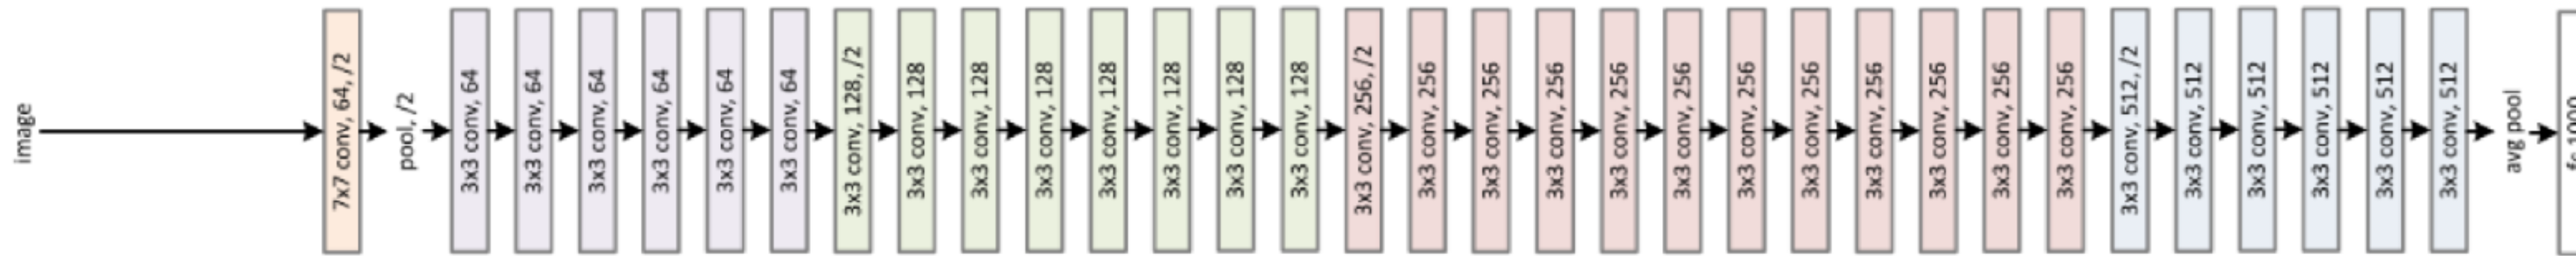 image
7x7 conv, 64, /2
pool, /2
3x3 conv, 64
3x3 conv, 64
3x3 conv, 64
3x3 conv, 64
3x3 conv, 64
3x3 conv, 64
3x3 conv, 128, /2
3x3 conv, 128
3x3 conv, 128
3x3 conv, 128
3x3 conv, 128
3x3 conv, 128
3x3 conv, 128
3x3 conv, 128
3x3 conv, 256, /2
3x3 conv, 256
3x3 conv, 256
3x3 conv, 256
3x3 conv, 256
3x3 conv, 256
3x3 conv, 256
3x3 conv, 256
3x3 conv, 256
3x3 conv, 256
3x3 conv, 256
3x3 conv, 256
3x3 conv, 512, /2
3x3 conv, 512
3x3 conv, 512
3x3 conv, 512
3x3 conv, 512
3x3 conv, 512
avg pool